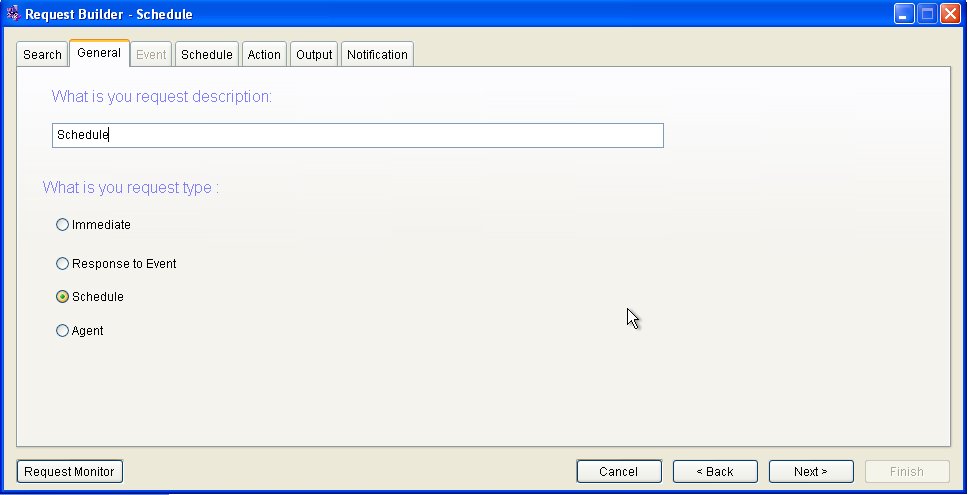 Request Builder - Schedule
Search General Event Schedule Action Output Notification
What is you request description:
Schedule
What is you request type :
Immediate
Response to Event
Schedule
Agent
Request Monitor Cancel < Back Next > Finish